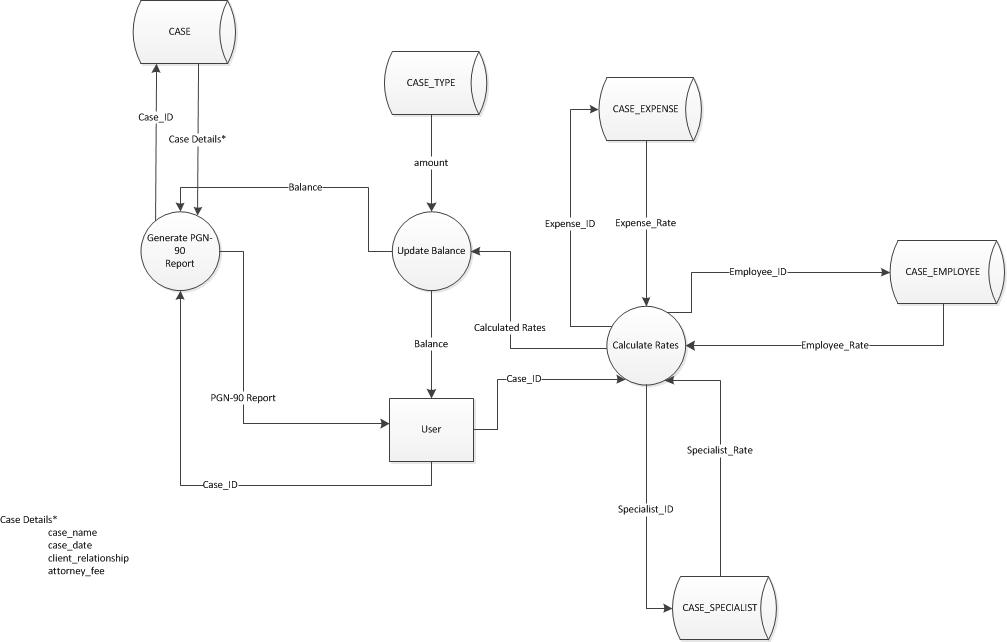 CASE
CASE_TYPE
CASE_EXPENSE
Case_ID
Case Details*
amount
Balance
Expense_ID
Expense_Rate
Generate PGN-
90
Report
Update Balance
Employee_ID
CASE_EMPLOYEE
Calculated Rates
Balance
Calculate Rates
Employee_Rate
Case_ID
PGN-90 Report
User
Specialist_Rate
Case_ID
Specialist_ID
Case Details*
case_name
case_date
client_relationship
attorney_fee
CASE_SPECIALIST